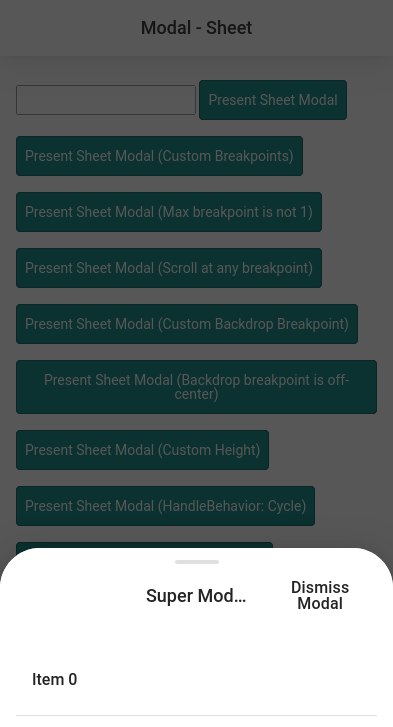 Modal - Sheet
Present Sheet Modal
Present Sheet Modal (Custom Breakpoints)
Present Sheet Modal (Max breakpoint is not 1)
Present Sheet Modal (Scroll at any breakpoint)
Present Sheet Modal (Custom Backdrop Breakpoint)
Present Sheet Modal (Backdrop breakpoint is off-
center)
Present Sheet Modal (Custom Height)
Present Sheet Modal (HandleBehavior: Cycle)
Super Mod...
Dismiss
Modal
Item 0